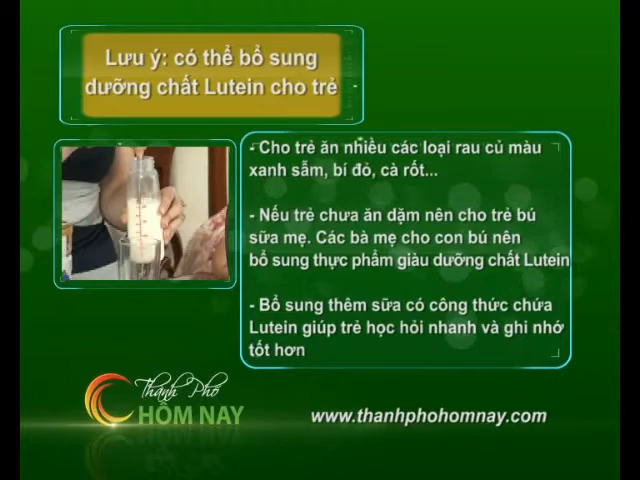 Lưu ý: có thể bổ sung
dưỡng chất Lutein cho trẻ
- Cho trẻ ăn nhiều các loại rau củ màu
xanh sẫm, bí đỏ, cà rốt...
- Nếu trẻ chưa ăn dặm nên cho trẻ bú
sữa mẹ. Các bà mẹ cho con bú nên
bổ sung thực phẩm giàu dưỡng chất Lutein
- Bổ sung thêm sữa có công thức chứa
Lutein giúp trẻ học hỏi nhanh và ghi nhớ
tốt hơn
Thành Phố
HÔM NAY
www.thanhphohomnay.com